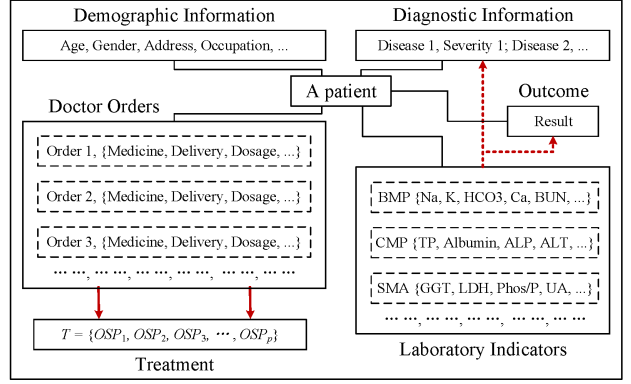 Demographic Information
Age, Gender, Address, Occupation, ...
Diagnostic Information
Disease 1, Severity 1; Disease 2, ...
A patient
Outcome
Result
Doctor Orders
Order 1, {Medicine, Delivery, Dosage, ...}
Order 2, {Medicine, Delivery, Dosage, ...}
Order 3, {Medicine, Delivery, Dosage, ...}
... ..., ... ..., ... ..., ... ..., ... ...
T = {OSP1, OSP2, OSP3, ..., OSPp}
Treatment
BMP {Na, K, HCO3, Ca, BUN, ...}
CMP {TP, Albumin, ALP, ALT, ...}
SMA {GGT, LDH, Phos/P, UA, ...}
... ..., ... ..., ... ..., ... ..., ... ...
Laboratory Indicators